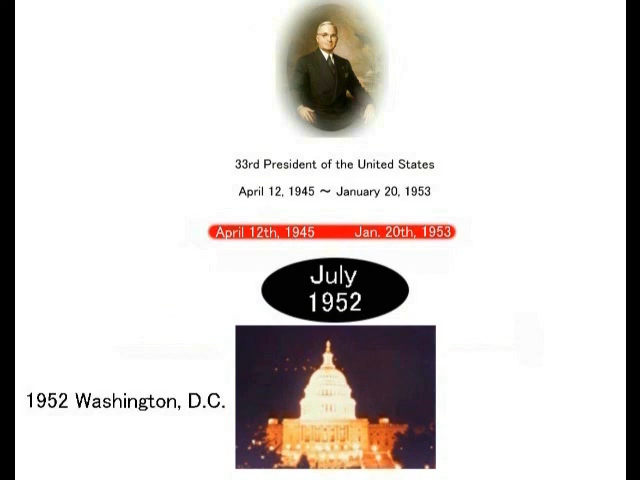 33rd President of the United States
April 12, 1945 ～ January 20, 1953
April 12th, 1945 Jan. 20th, 1953
July
1952
1952 Washington, D.C.